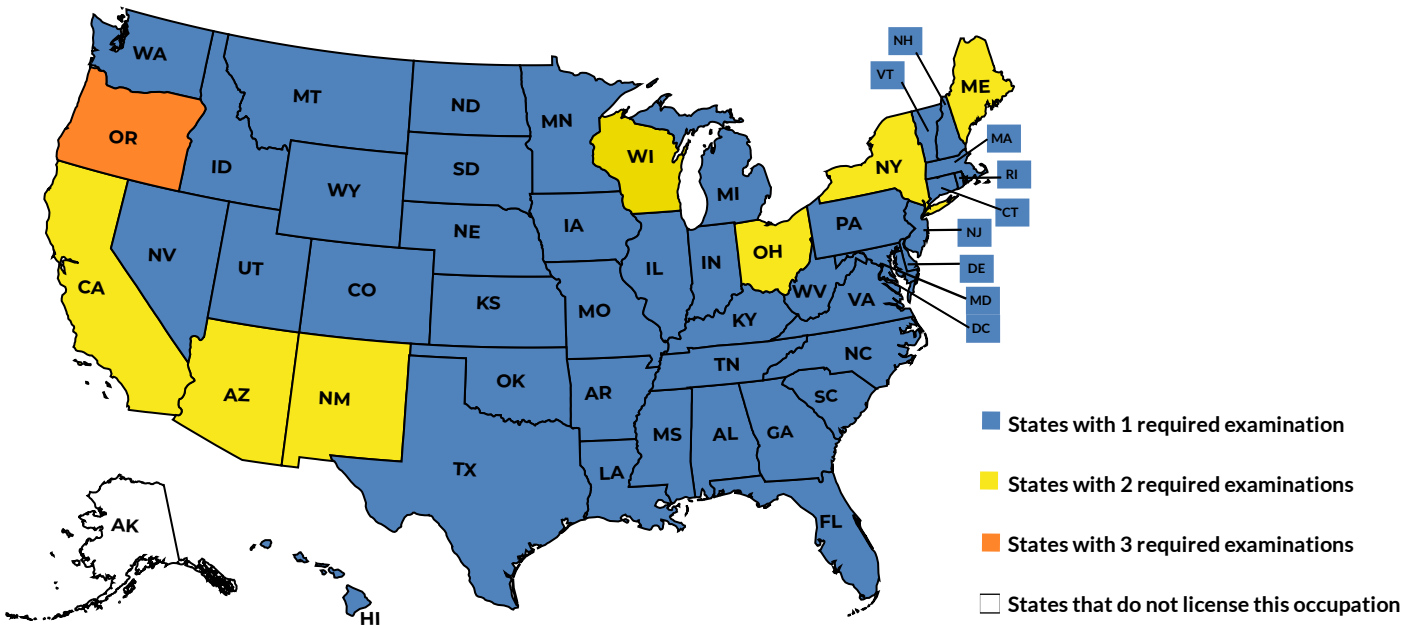 WA
OR
CA
NV
ID
MT
WY
UT
CO
AZ
NM
ND
SD
NE
KS
OK
TX
MN
IA
MO
AR
LA
WI
IL
MI
IN
OH
KY
TN
MS
AL
GA
FL
SC
NC
VA
WV
PA
NY
ME
NH
VT
MA
RI
CT
NJ
DE
MD
DC
AK
HI
States with 1 required examination
States with 2 required examinations
States with 3 required examinations
States that do not license this occupation